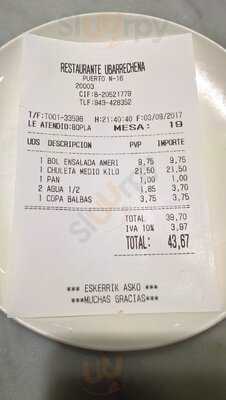 RESTAURANTE UBARRECHENA
PUERTO N-16
20003
CIF:B-20521779
TLF:943-428352
T/F:T001-33596 H:21:40:40 F:03/09/2017
LE ATENDIO:BOPLA MESA: 19
UDS DESCRIPCION PVP IMPORTE
1 BOL ENSALADA AMERI 9,75 9,75
1 CHULETA MEDIO KILO 21,50 21,50
1 PAN 1,00 1,00
2 AGUA 1/2 1,85 3,70
1 COPA BALBAS 3,75 3,75
TOTAL 39,70
IVA 10% 3,97
TOTAL: 43,67
*** ESKERRIK ASKO ***
***MUCHAS GRACIAS***